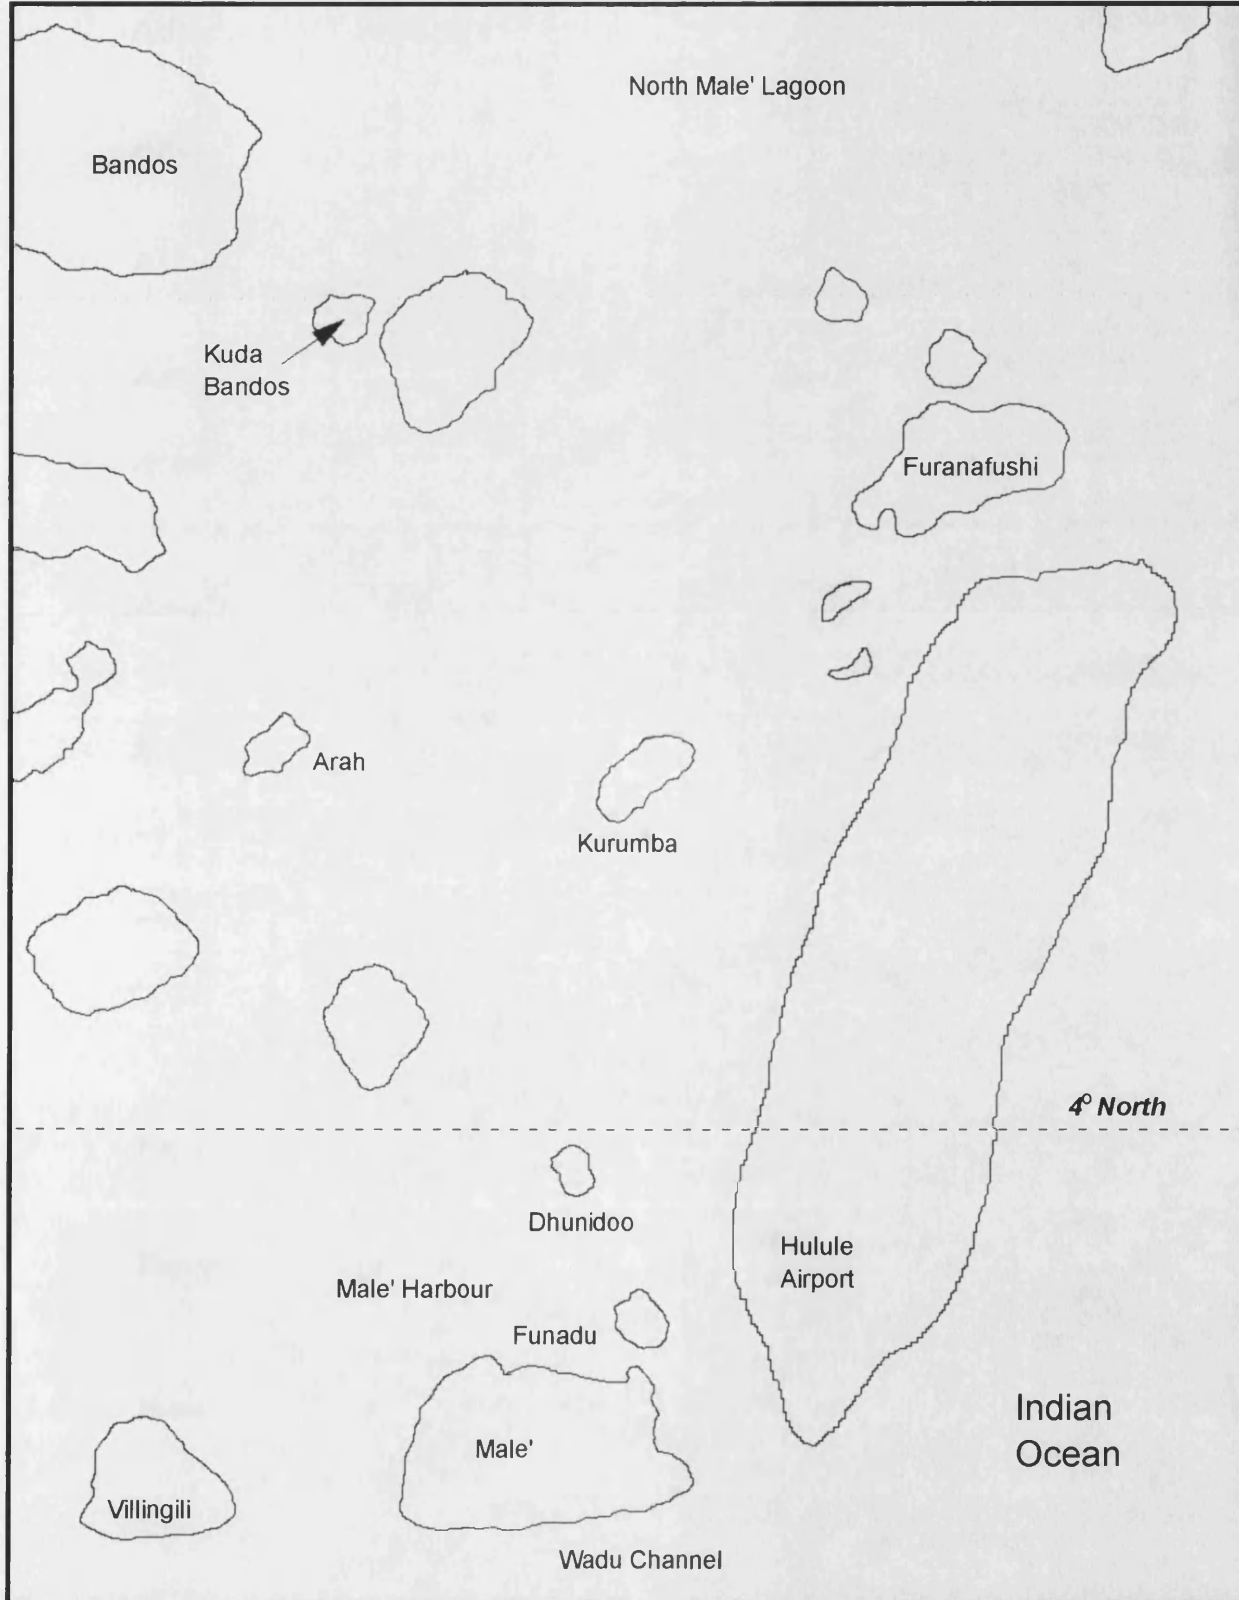 North Male' Lagoon
Bandos
Kuda
Bandos
Furanafushi
Arah
Kurumba
4° North
Dhunidoo
Hulule
Airport
Male' Harbour
Funadu
Indian
Ocean
Male'
Villingili
Wadu Channel